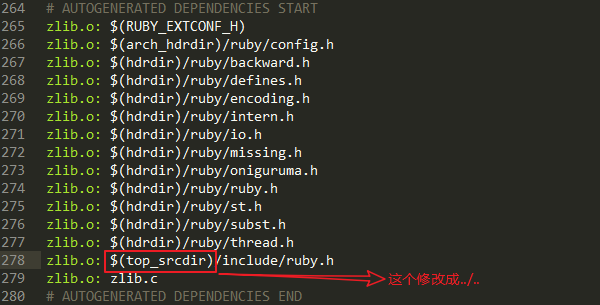 264 # AUTOGENERATED DEPENDENCIES START
265 zlib.o: $(RUBY_EXTCONF_H)
266 zlib.o: $(arch_hdrdir)/ruby/config.h
267 zlib.o: $(hdrdir)/ruby/backward.h
268 zlib.o: $(hdrdir)/ruby/defines.h
269 zlib.o: $(hdrdir)/ruby/encoding.h
270 zlib.o: $(hdrdir)/ruby/intern.h
271 zlib.o: $(hdrdir)/ruby/io.h
272 zlib.o: $(hdrdir)/ruby/missing.h
273 zlib.o: $(hdrdir)/ruby/oniguruma.h
274 zlib.o: $(hdrdir)/ruby/ruby.h
275 zlib.o: $(hdrdir)/ruby/st.h
276 zlib.o: $(hdrdir)/ruby/subst.h
277 zlib.o: $(hdrdir)/ruby/thread.h
278 zlib.o: $(top_srcdir)/include/ruby.h
279 zlib.o: zlib.c 这个修改成../..
280 # AUTOGENERATED DEPENDENCIES END